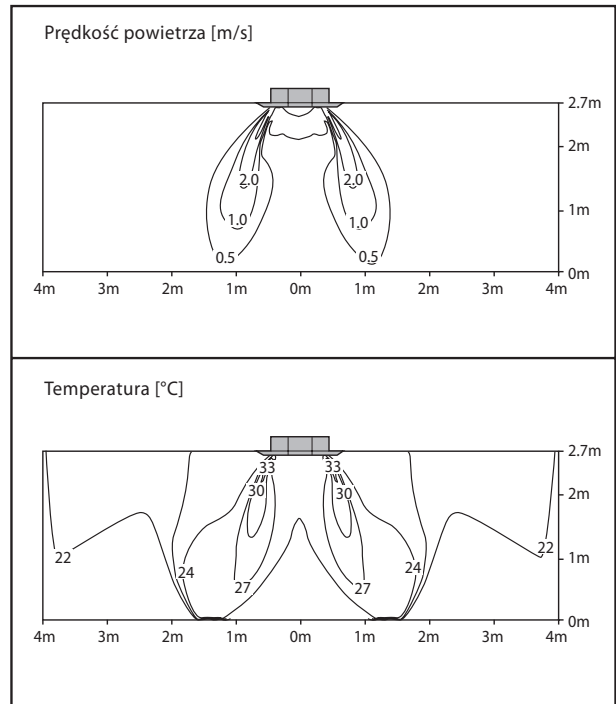 Prędkość powietrza [m/s]
2.7m
2m
2.0 2.0
1m
1.0 1.0
0.5 0.5
0m
4m 3m 2m 1m 0m 1m 2m 3m 4m
Temperatura [°C]
2.7m
33 33
2m
30 30
22
1m
22
24 24
27 27
0m
4m 3m 2m 1m 0m 1m 2m 3m 4m